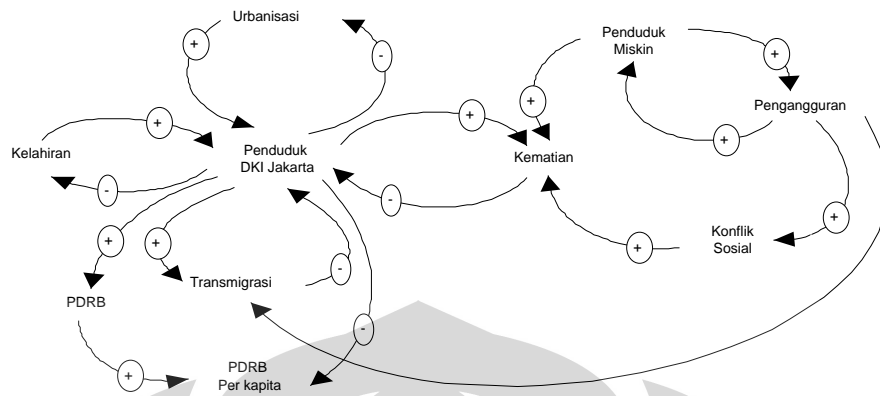 Urbanisasi
+
-
Penduduk
Miskin
+
+
Pengangguran
+
+
+
Kelahiran
Penduduk
DKI Jakarta
Kematian
-
-
+
+
+
Konflik
Sosial
+
-
Transmigrasi
PDRB
-
+
PDRB
Per kapita